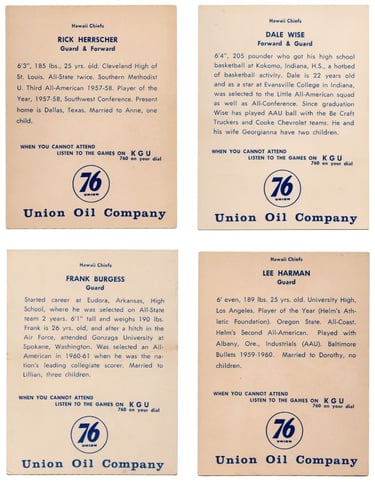 Hawaii Chiefs
RICK HERRSCHER
Guard & Forward
6'3", 185 lbs., 25 yrs. old. Cleveland High of
St. Louis. All-State twice. Southern Methodist
U. Third All-American 1957-58. Player of the
Year, 1957-58, Southwest Conference. Present
home is Dallas, Texas. Married to Anne, one
child.
WHEN YOU CANNOT ATTEND
LISTEN TO THE GAMES ON KGU
760 on your dial
76
UNION
Union Oil Company
Hawaii Chiefs
DALE WISE
Forward & Guard
6'4", 205 pounder who got his high school
basketball at Kokomo, Indiana, H.S., a hotbed
of basketball activity. Dale is 22 years old
and as a star at Evansville College in Indiana,
was selected to the Little All-American squad
as well as All-Conference. Since graduation
Wise has played AAU ball with the Be Craft
Truckers and Cooke Chevrolet teams. He and
his wife Georgianna have two children.
WHEN YOU CANNOT ATTEND
LISTEN TO THE GAMES ON KGU
760 on your dial
76
UNION
Union Oil Company
Hawaii Chiefs
FRANK BURGESS
Guard
Started career at Eudora, Arkansas, High
School, where he was selected on All-State
team 2 years. 6'1" tall and weighs 190 lbs.
Frank is 26 yrs. old, and after a hitch in the
Air Force, attended Gonzaga University at
Spokane, Washington. Was selected an All-
American in 1960-61 when he was the na-
tion's leading collegiate scorer. Married to
Lillian, three children.
WHEN YOU CANNOT ATTEND
LISTEN TO THE GAMES ON KGU
760 on your dial
76
UNION
Union Oil Company
Hawaii Chiefs
LEE HARMAN
Guard
6' even, 189 lbs. 25 yrs. old. University High,
Los Angeles. Player of the Year (Helm's Ath-
letic Foundation). Oregon State. All-Coast.
Helm's Second All-American. Played with
Albany, Ore., Industrials (AAU). Baltimore
Bullets 1959-1960. Married to Dorothy, no
children.
WHEN YOU CANNOT ATTEND
LISTEN TO THE GAMES ON KGU
760 on your dial
76
UNION
Union Oil Company